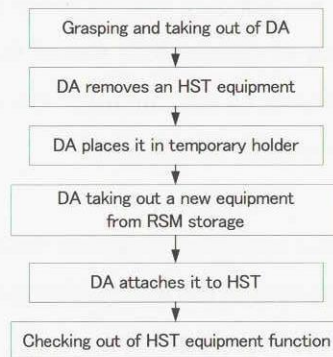 Grasping and taking out of DA
DA removes an HST equipment
DA places it in temporary holder
DA taking out a new equipment
from RSM storage
DA attaches it to HST
Checking out of HST equipment function